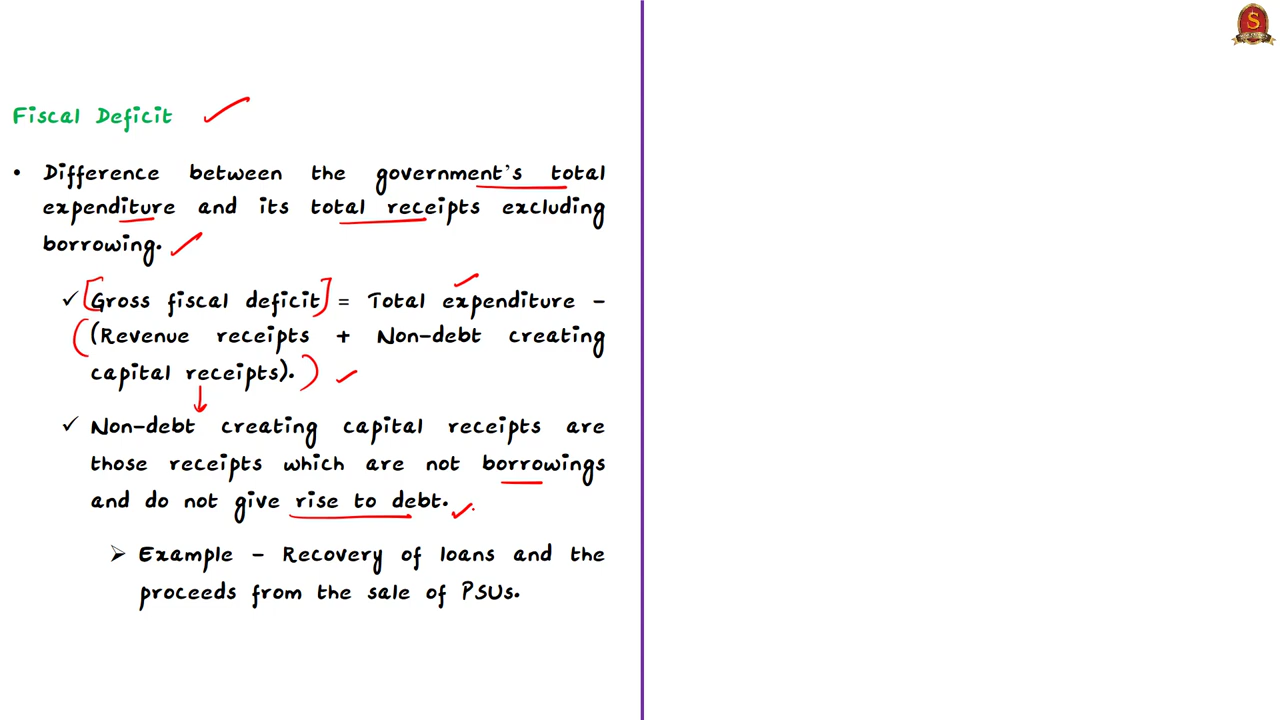 Fiscal Deficit
• Difference between the government's total
expenditure and its total receipts excluding
borrowing.
✓ Gross fiscal deficit = Total expenditure –
(Revenue receipts + Non-debt creating
capital receipts).
✓ Non-debt creating capital receipts are
those receipts which are not borrowings
and do not give rise to debt.
➢ Example – Recovery of loans and the
proceeds from the sale of PSUs.
S